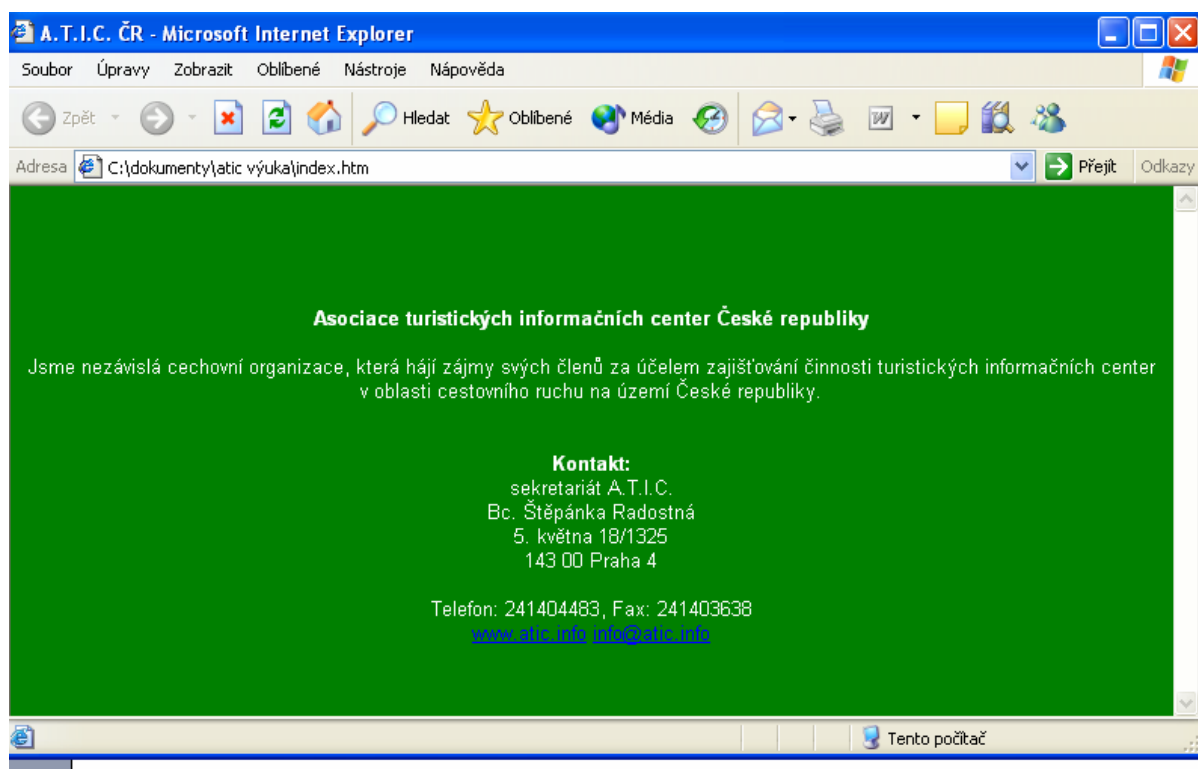 A.T.I.C. ČR - Microsoft Internet Explorer
Soubor Úpravy Zobrazit Oblíbené Nástroje Nápověda
Zpět Hledat Oblíbené Média
Adresa C:\dokumenty\atic výuka\index.htm Přejít Odkazy
Asociace turistických informačních center České republiky
Jsme nezávislá cechovní organizace, která hájí zájmy svých členů za účelem zajišťování činnosti turistických informačních center
v oblasti cestovního ruchu na území České republiky.
Kontakt:
sekretariát A.T.I.C.
Bc. Štěpánka Radostná
5. května 18/1325
143 00 Praha 4
Telefon: 241404483, Fax: 241403638
www.atic.info info@atic.info
Tento počítač